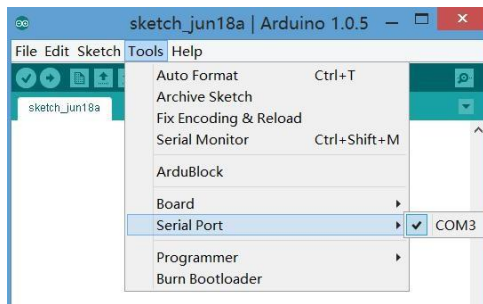 sketch_jun18a | Arduino 1.0.5
File Edit Sketch Tools Help
sketch_jun18a
Auto Format Ctrl+T
Archive Sketch
Fix Encoding & Reload
Serial Monitor Ctrl+Shift+M
ArduBlock
Board
Serial Port
COM3
Programmer
Burn Bootloader